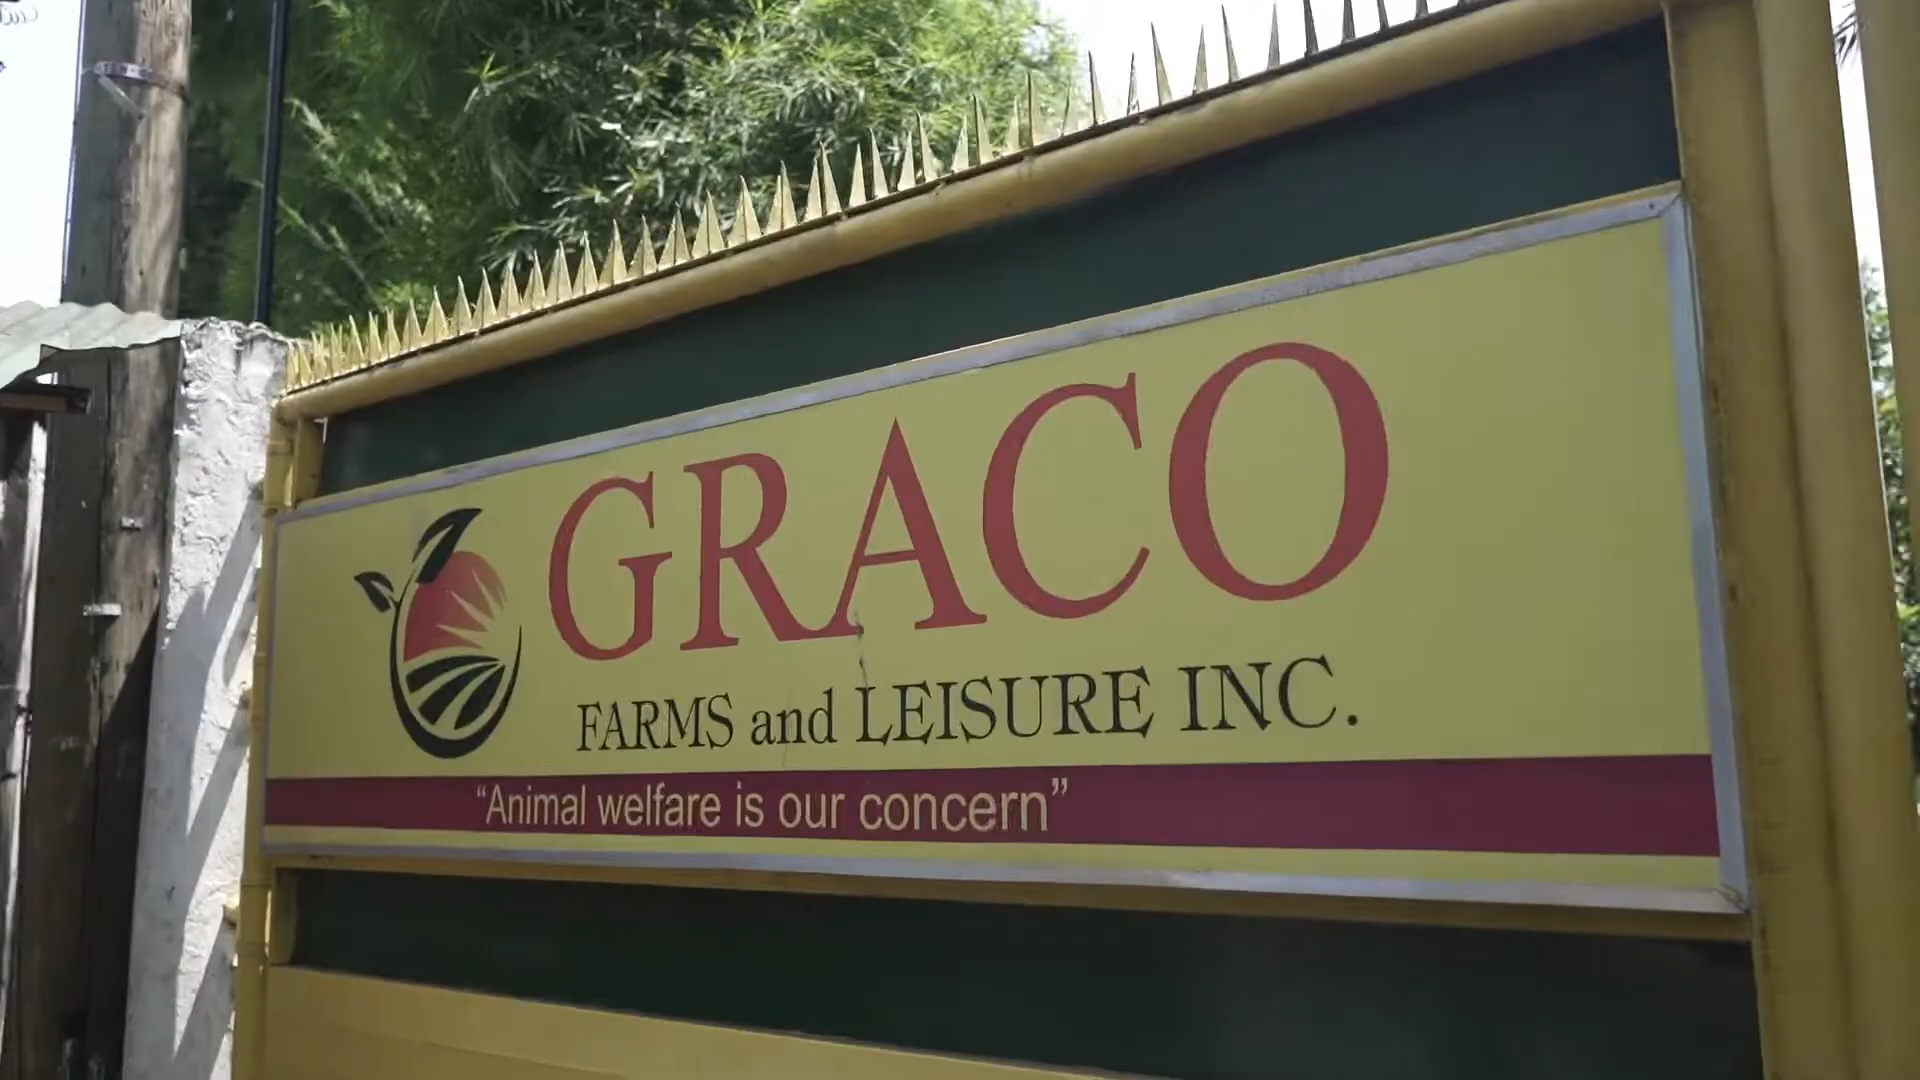 GRACO
FARMS and LEISURE INC.
“Animal welfare is our concern”